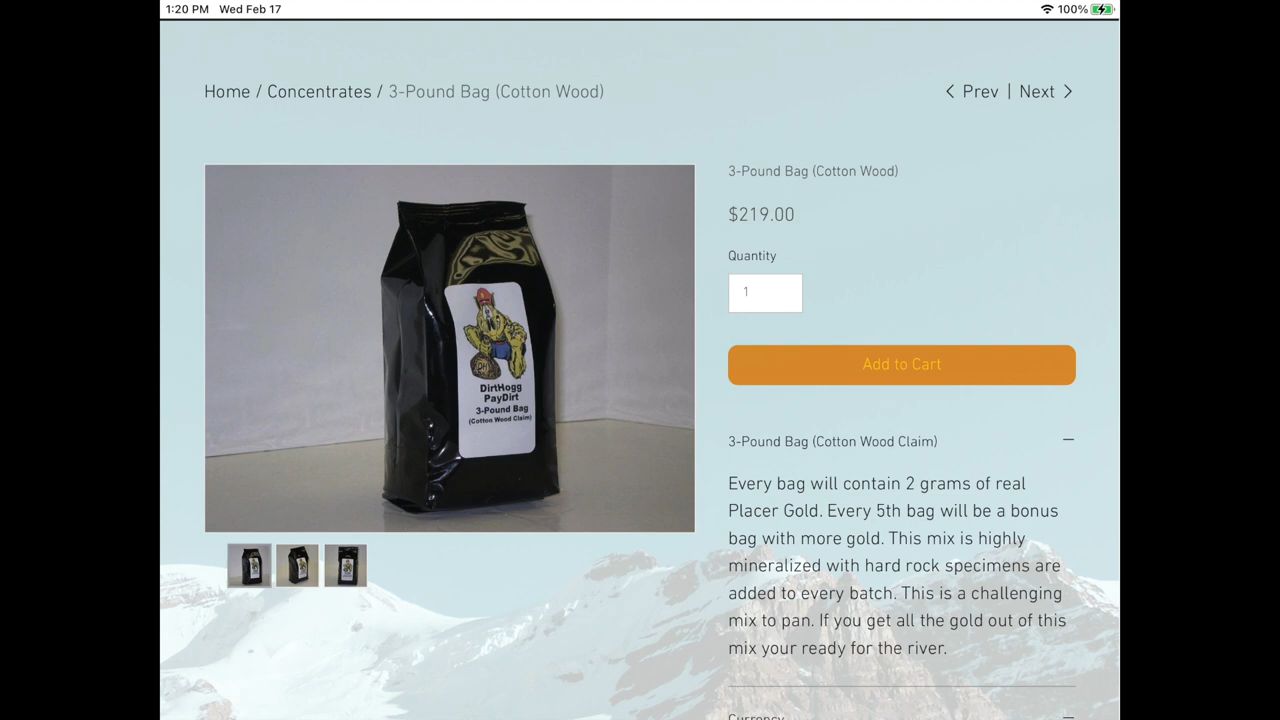 1:20 PM Wed Feb 17
100%
Home / Concentrates / 3-Pound Bag (Cotton Wood)
Prev | Next
3-Pound Bag (Cotton Wood)
$219.00
Quantity
1
Add to Cart
DirtHogg
PayDirt
3-Pound Bag
(Cotton Wood Claim)
3-Pound Bag (Cotton Wood Claim)
Every bag will contain 2 grams of real
Placer Gold. Every 5th bag will be a bonus
bag with more gold. This mix is highly
mineralized with hard rock specimens are
added to every batch. This is a challenging
mix to pan. If you get all the gold out of this
mix your ready for the river.
Currency